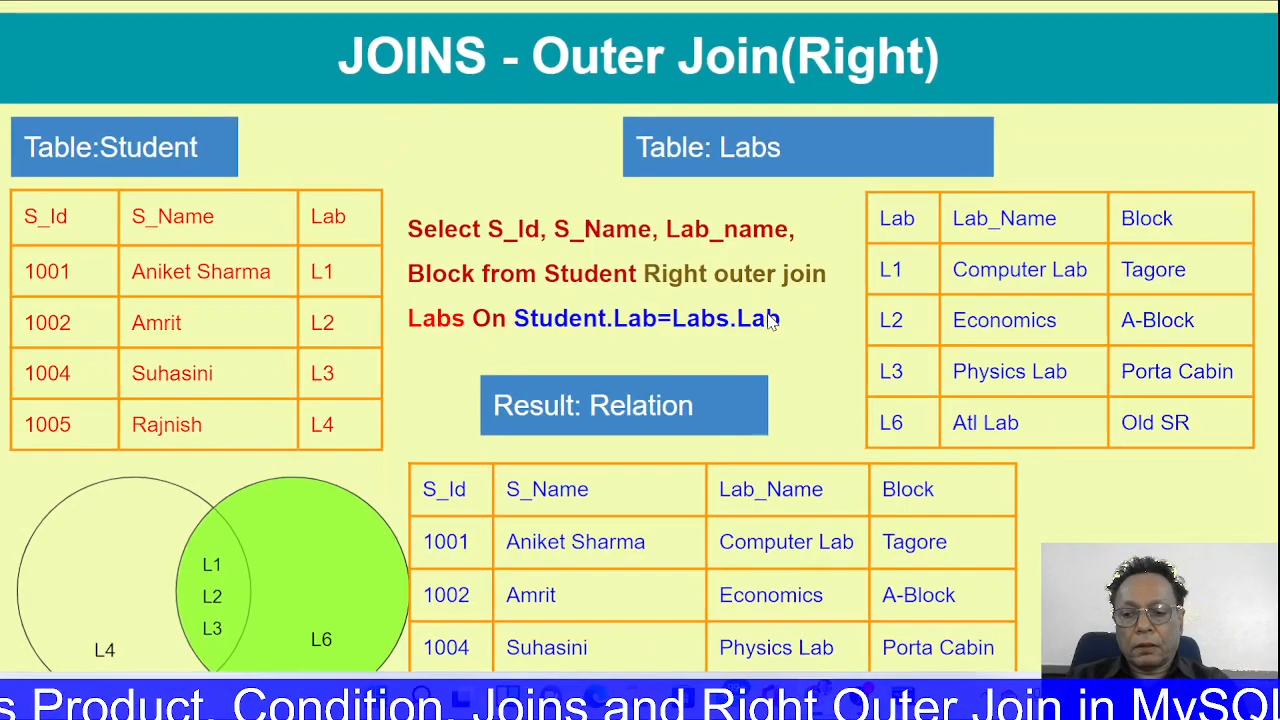 JOINS - Outer Join(Right)
Table:Student
Table: Labs
S_Id S_Name Lab
1001 Aniket Sharma L1
1002 Amrit L2
1004 Suhasini L3
1005 Rajnish L4
Select S_Id, S_Name, Lab_name,
Block from Student Right outer join
Labs On Student.Lab=Labs.Lab
Lab Lab_Name Block
L1 Computer Lab Tagore
L2 Economics A-Block
L3 Physics Lab Porta Cabin
L6 Atl Lab Old SR
Result: Relation
L1
L2
L3
L4
L6
S_Id S_Name Lab_Name Block
1001 Aniket Sharma Computer Lab Tagore
1002 Amrit Economics A-Block
1004 Suhasini Physics Lab Porta Cabin
s Product, Condition, Joins and Right Outer Join in MySQL